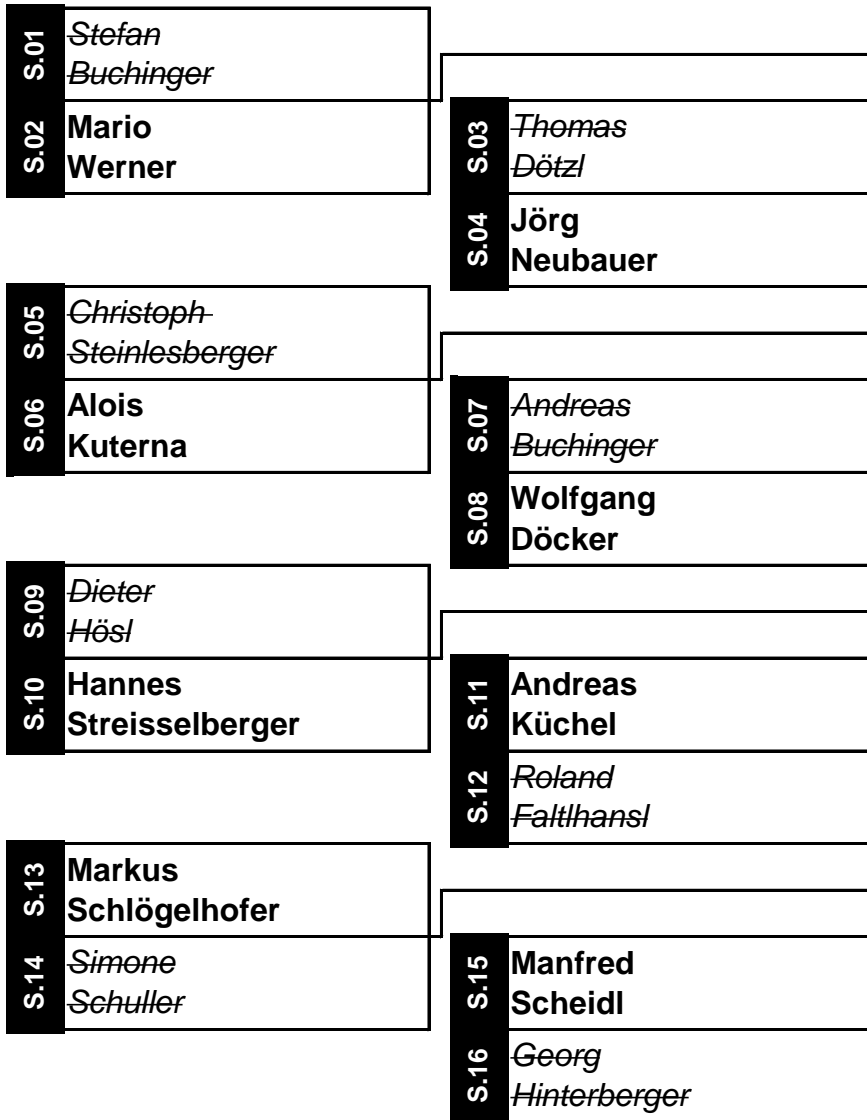 S.01
Stefan
Buchinger
S.02
Mario
Werner
S.03
Thomas
Dötzl
S.04
Jörg
Neubauer
S.05
Christoph
Steinlesberger
S.06
Alois
Kuterna
S.07
Andreas
Buchinger
S.08
Wolfgang
Döcker
S.09
Dieter
Hösl
S.10
Hannes
Streisselberger
S.11
Andreas
Küchel
S.12
Roland
Faltlhansl
S.13
Markus
Schlögelhofer
S.14
Simone
Schuller
S.15
Manfred
Scheidl
S.16
Georg
Hinterberger